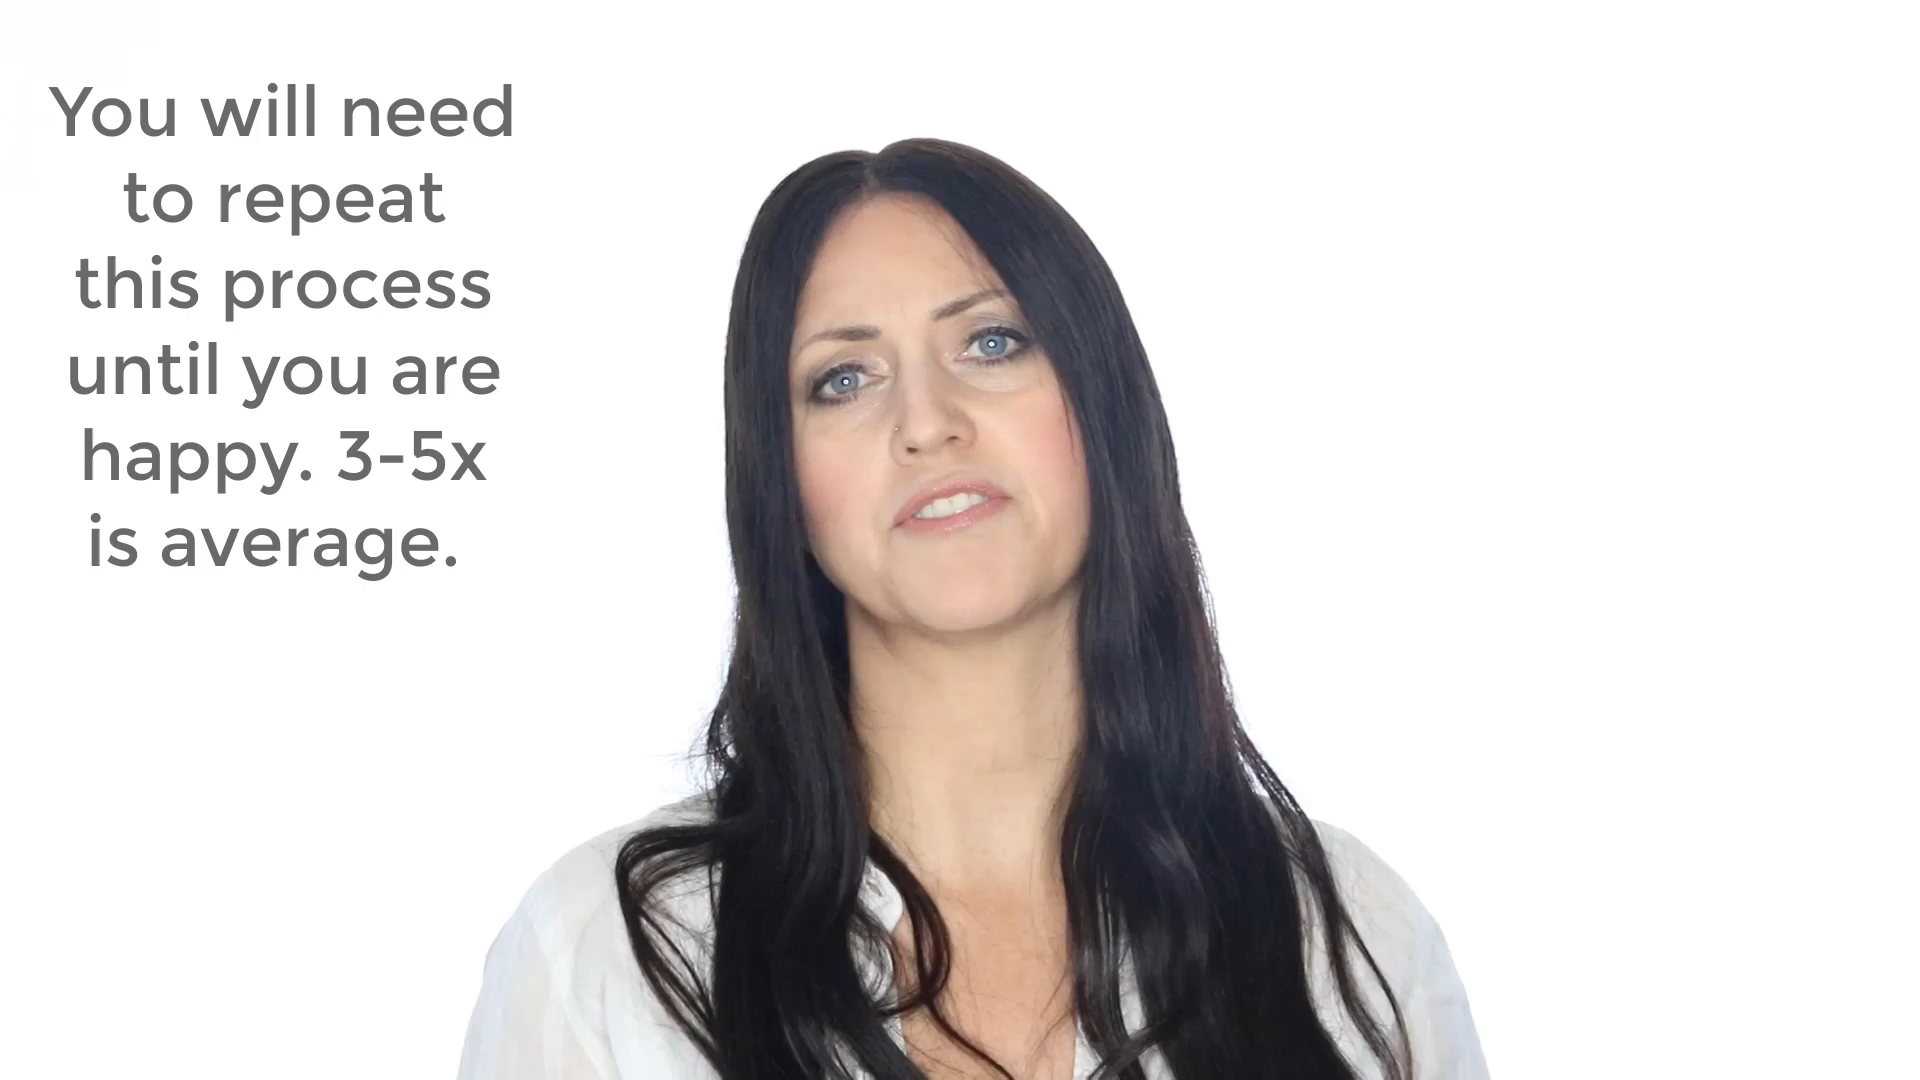 You will need
to repeat
this process
until you are
happy. 3-5x
is average.